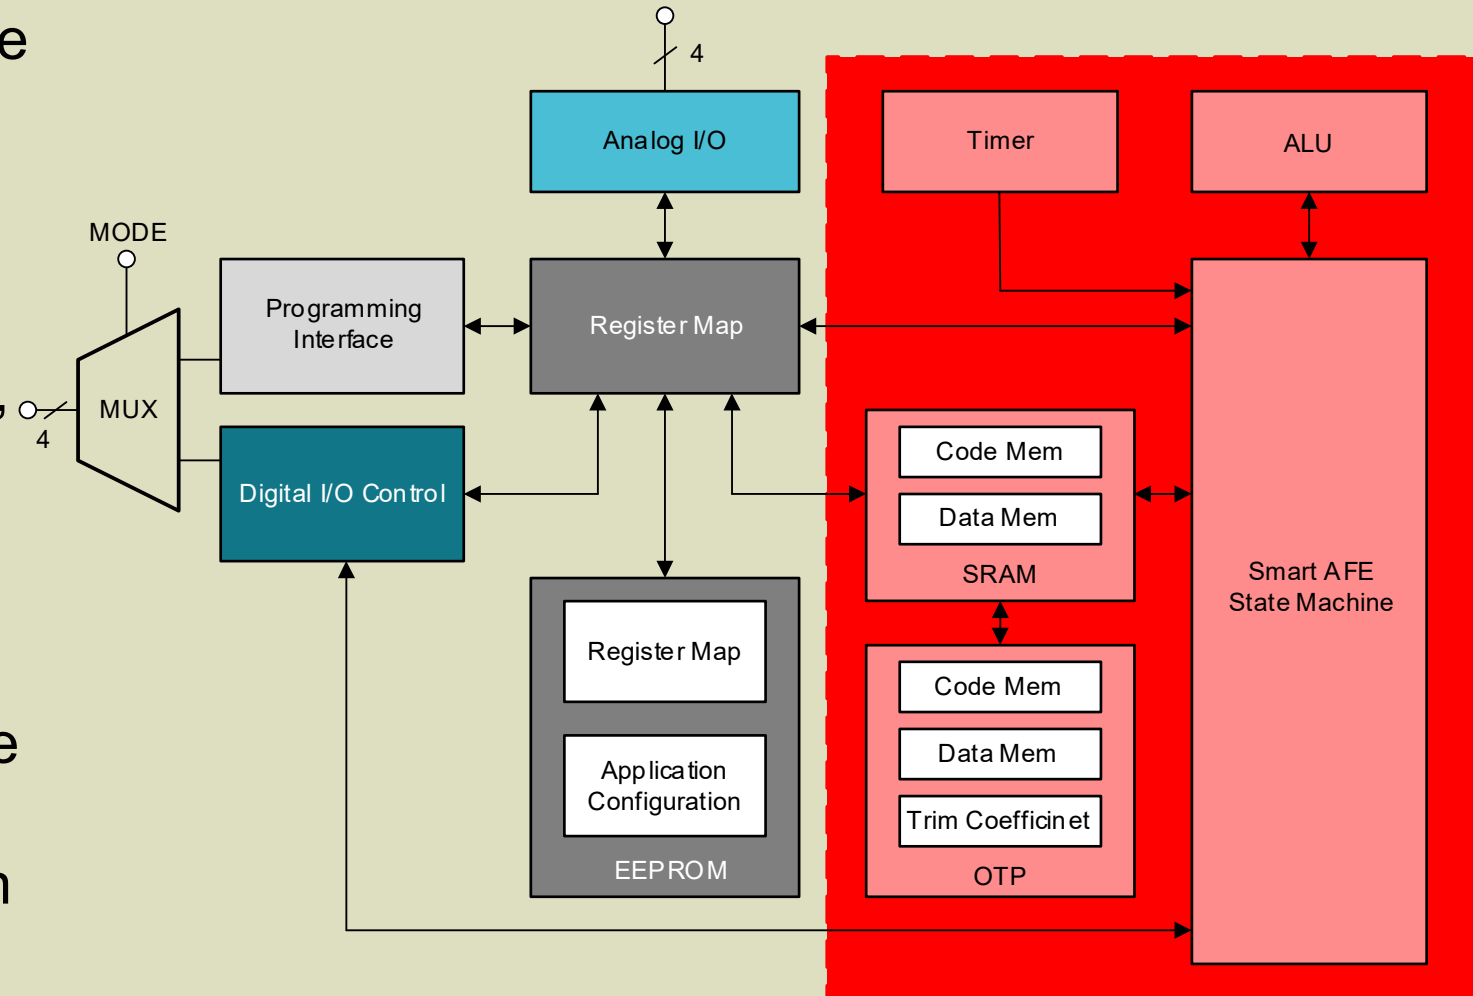 e
4
Analog I/O
Timer
ALU
MODE
Programming
Interface
Register Map
,
4
MUX
Digital I/O Control
Code Mem
Data Mem
SRAM
Smart AFE
State Machine
Register Map
Application
Configuration
EEPROM
Code Mem
Data Mem
Trim Coefficinet
OTP
e
n